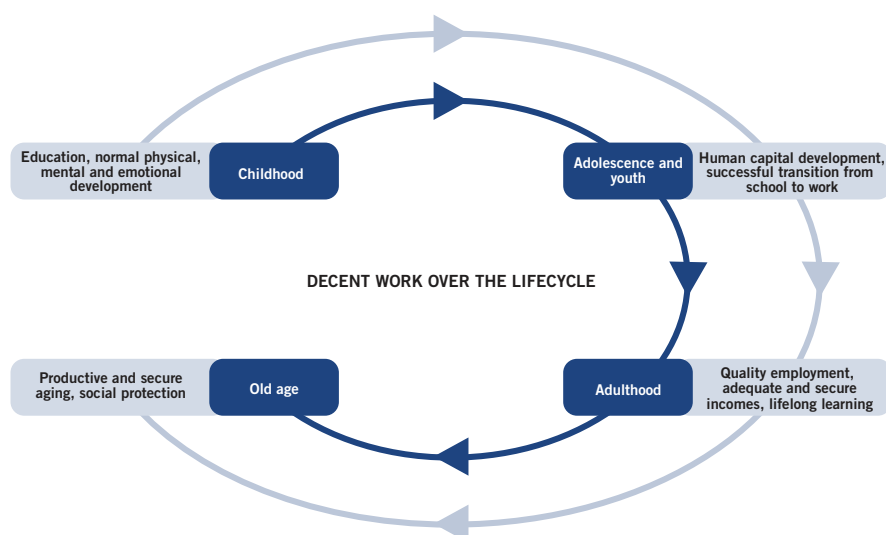 Education, normal physical,
mental and emotional
development
Childhood
Adolescence and
youth
Human capital development,
successful transition from
school to work
DECENT WORK OVER THE LIFECYCLE
Productive and secure
aging, social protection
Old age
Adulthood
Quality employment,
adequate and secure
incomes, lifelong learning